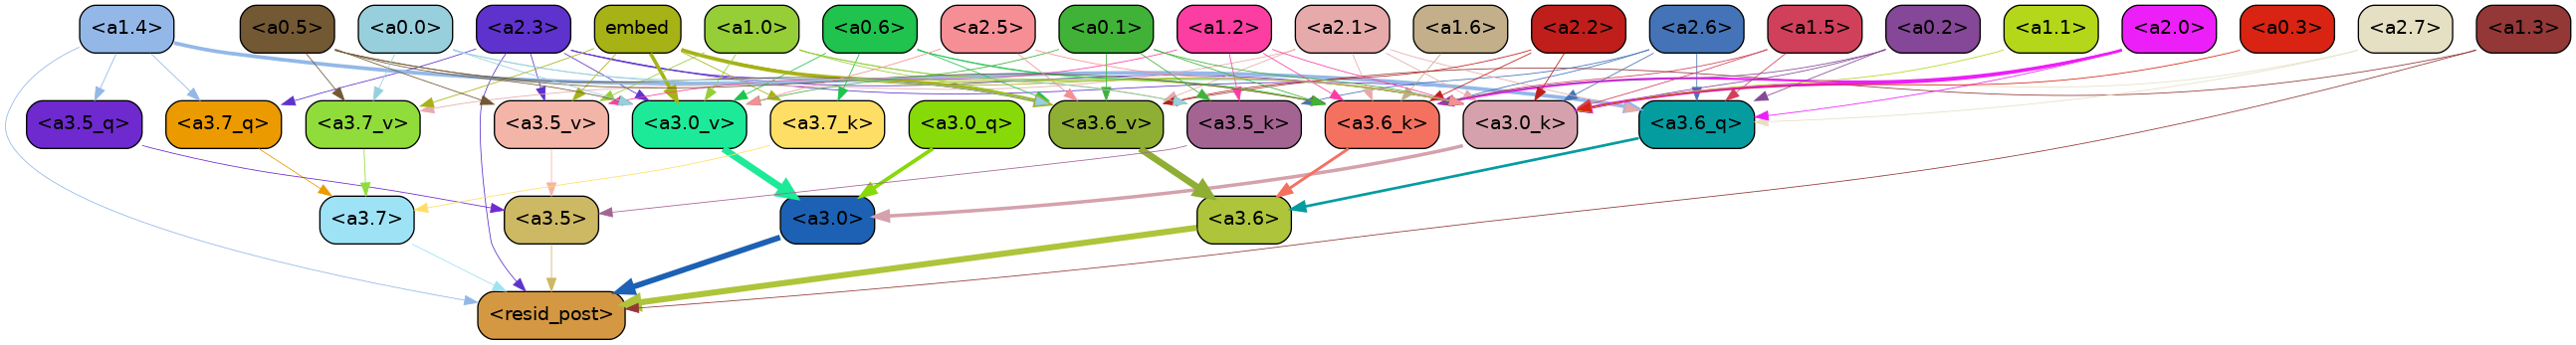 <a1.4> <a0.5> <a0.0> <a2.3> embed <a1.0> <a0.6> <a2.5> <a0.1> <a1.2> <a2.1> <a1.6> <a2.2> <a2.6> <a1.5> <a0.2> <a1.1> <a2.0> <a0.3> <a2.7> <a1.3>
<a3.5_q> <a3.7_q> <a3.7_v> <a3.5_v> <a3.0_v> <a3.7_k> <a3.0_q> <a3.6_v> <a3.5_k> <a3.6_k> <a3.0_k> <a3.6_q>
<a3.7> <a3.5> <a3.0> <a3.6>
<resid_post>